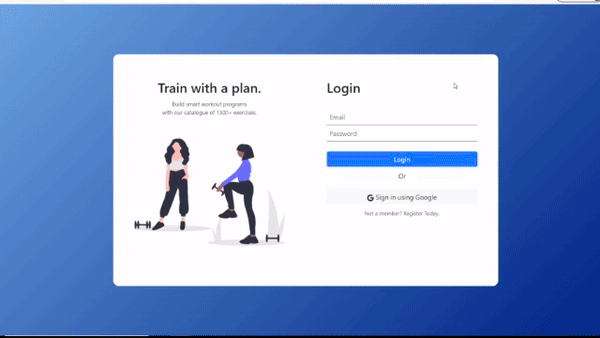 Train with a plan.
Build smart workout programs
with our catalogue of 1300+ exercises.
Login
Email
Password
Login
Or
Sign in using Google
Not a member? Register Today.